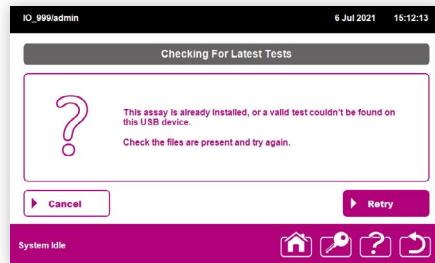 IO_999/admin 6 Jul 2021 15:12:13
Checking For Latest Tests
This assay is already installed, or a valid test couldn't be found on
this USB device.
Check the files are present and try again.
Cancel
Retry
System Idle